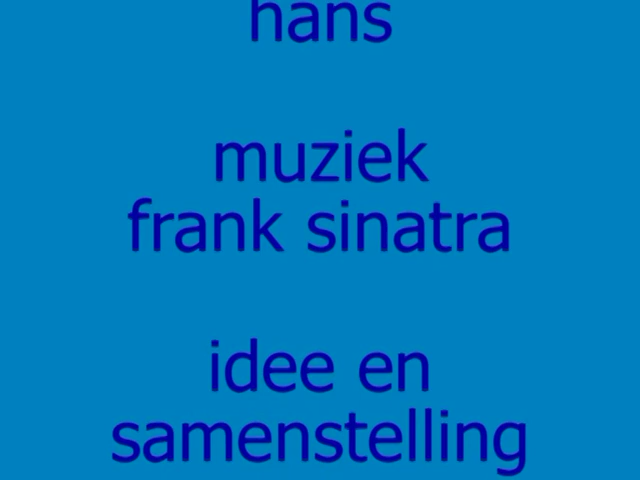 hans
muziek
frank sinatra
idee en
samenstelling